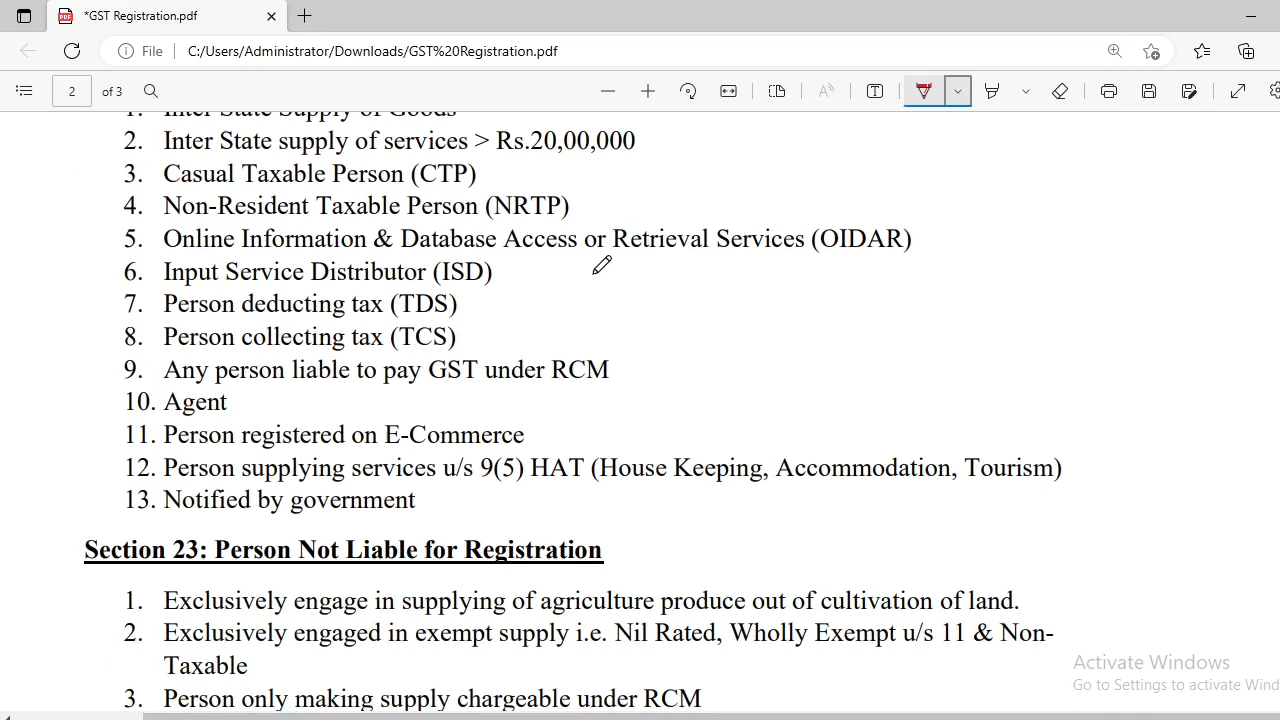 *GST Registration.pdf
File
C:/Users/Administrator/Downloads/GST%20Registration.pdf
2 of 3
1. Inter State Supply of Goods
2. Inter State supply of services > Rs.20,00,000
3. Casual Taxable Person (CTP)
4. Non-Resident Taxable Person (NRTP)
5. Online Information & Database Access or Retrieval Services (OIDAR)
6. Input Service Distributor (ISD)
7. Person deducting tax (TDS)
8. Person collecting tax (TCS)
9. Any person liable to pay GST under RCM
10. Agent
11. Person registered on E-Commerce
12. Person supplying services u/s 9(5) HAT (House Keeping, Accommodation, Tourism)
13. Notified by government
Section 23: Person Not Liable for Registration
1. Exclusively engage in supplying of agriculture produce out of cultivation of land.
2. Exclusively engaged in exempt supply i.e. Nil Rated, Wholly Exempt u/s 11 & Non-
Taxable
3. Person only making supply chargeable under RCM
Activate Windows
Go to Settings to activate Wind